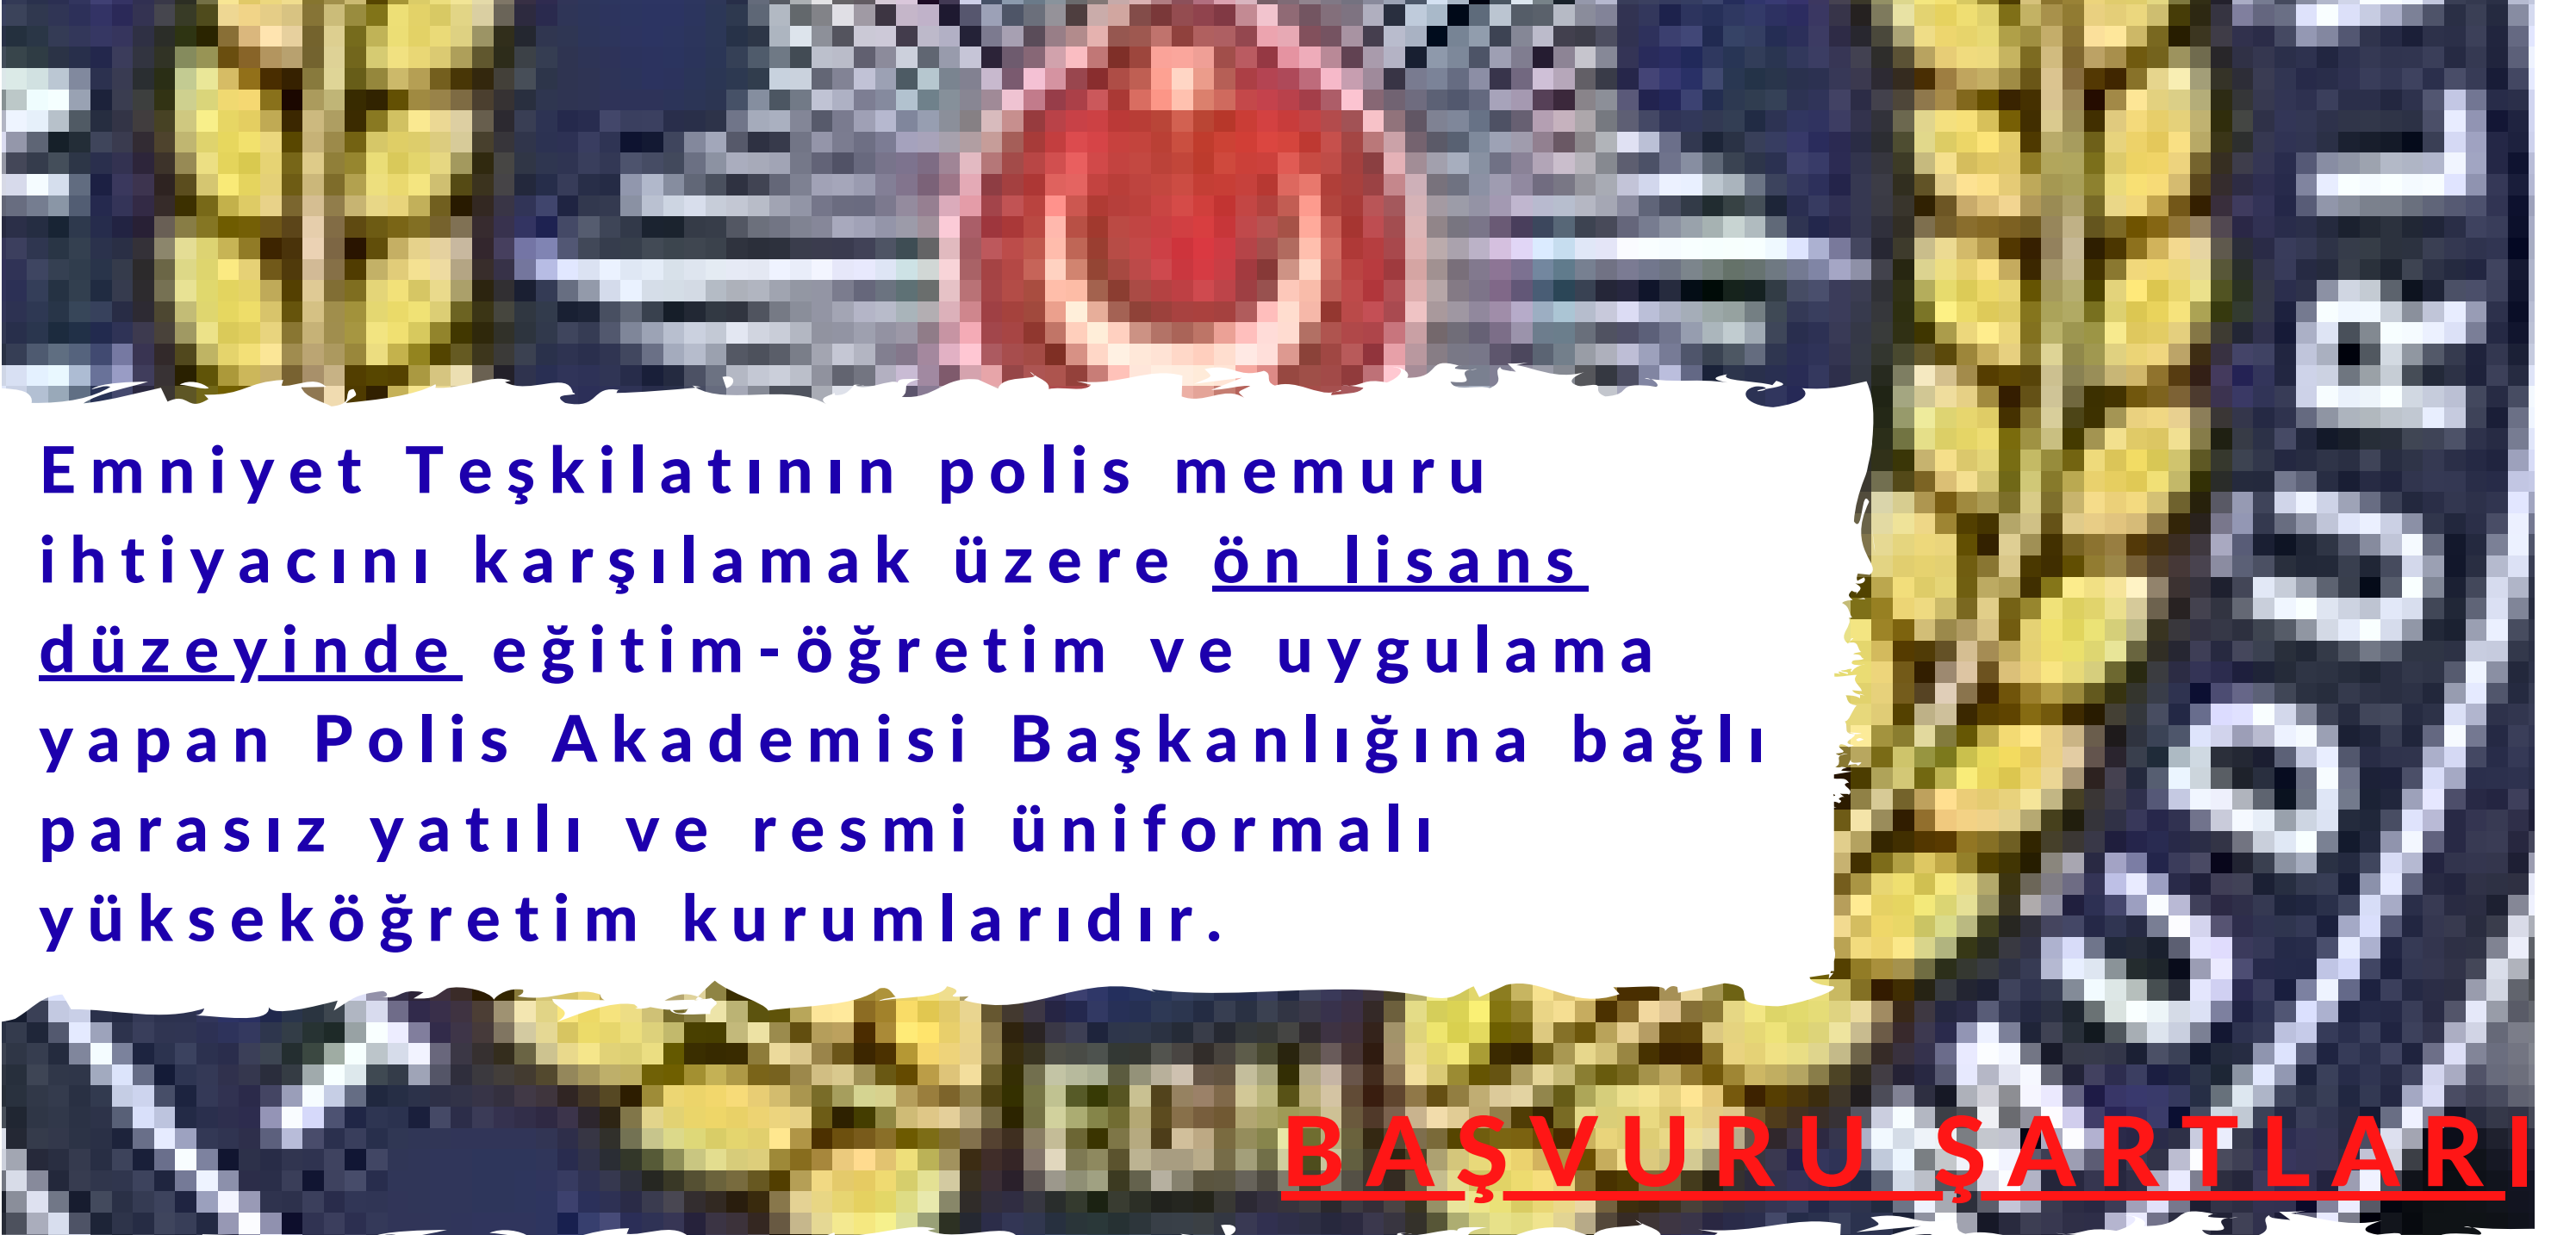 Emniyet Teşkilatının polis memuru
ihtiyacını karşılamak üzere ön lisans
düzeyinde eğitim-öğretim ve uygulama
yapan Polis Akademisi Başkanlığına bağlı
parasız yatılı ve resmi üniformalı
yükseköğretim kurumlarıdır.
BAŞVURU ŞARTLARI